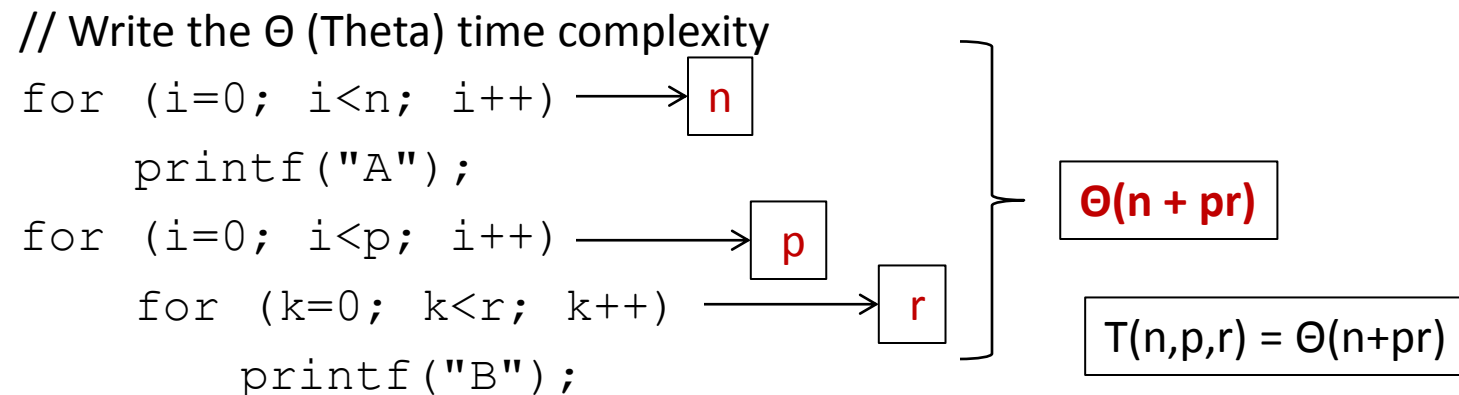 // Write the Θ (Theta) time complexity
for (i=0; i<n; i++) n
printf("A");
for (i=0; i<p; i++) p
for (k=0; k<r; k++) r
printf("B");
Θ(n + pr)
T(n,p,r) = Θ(n+pr)